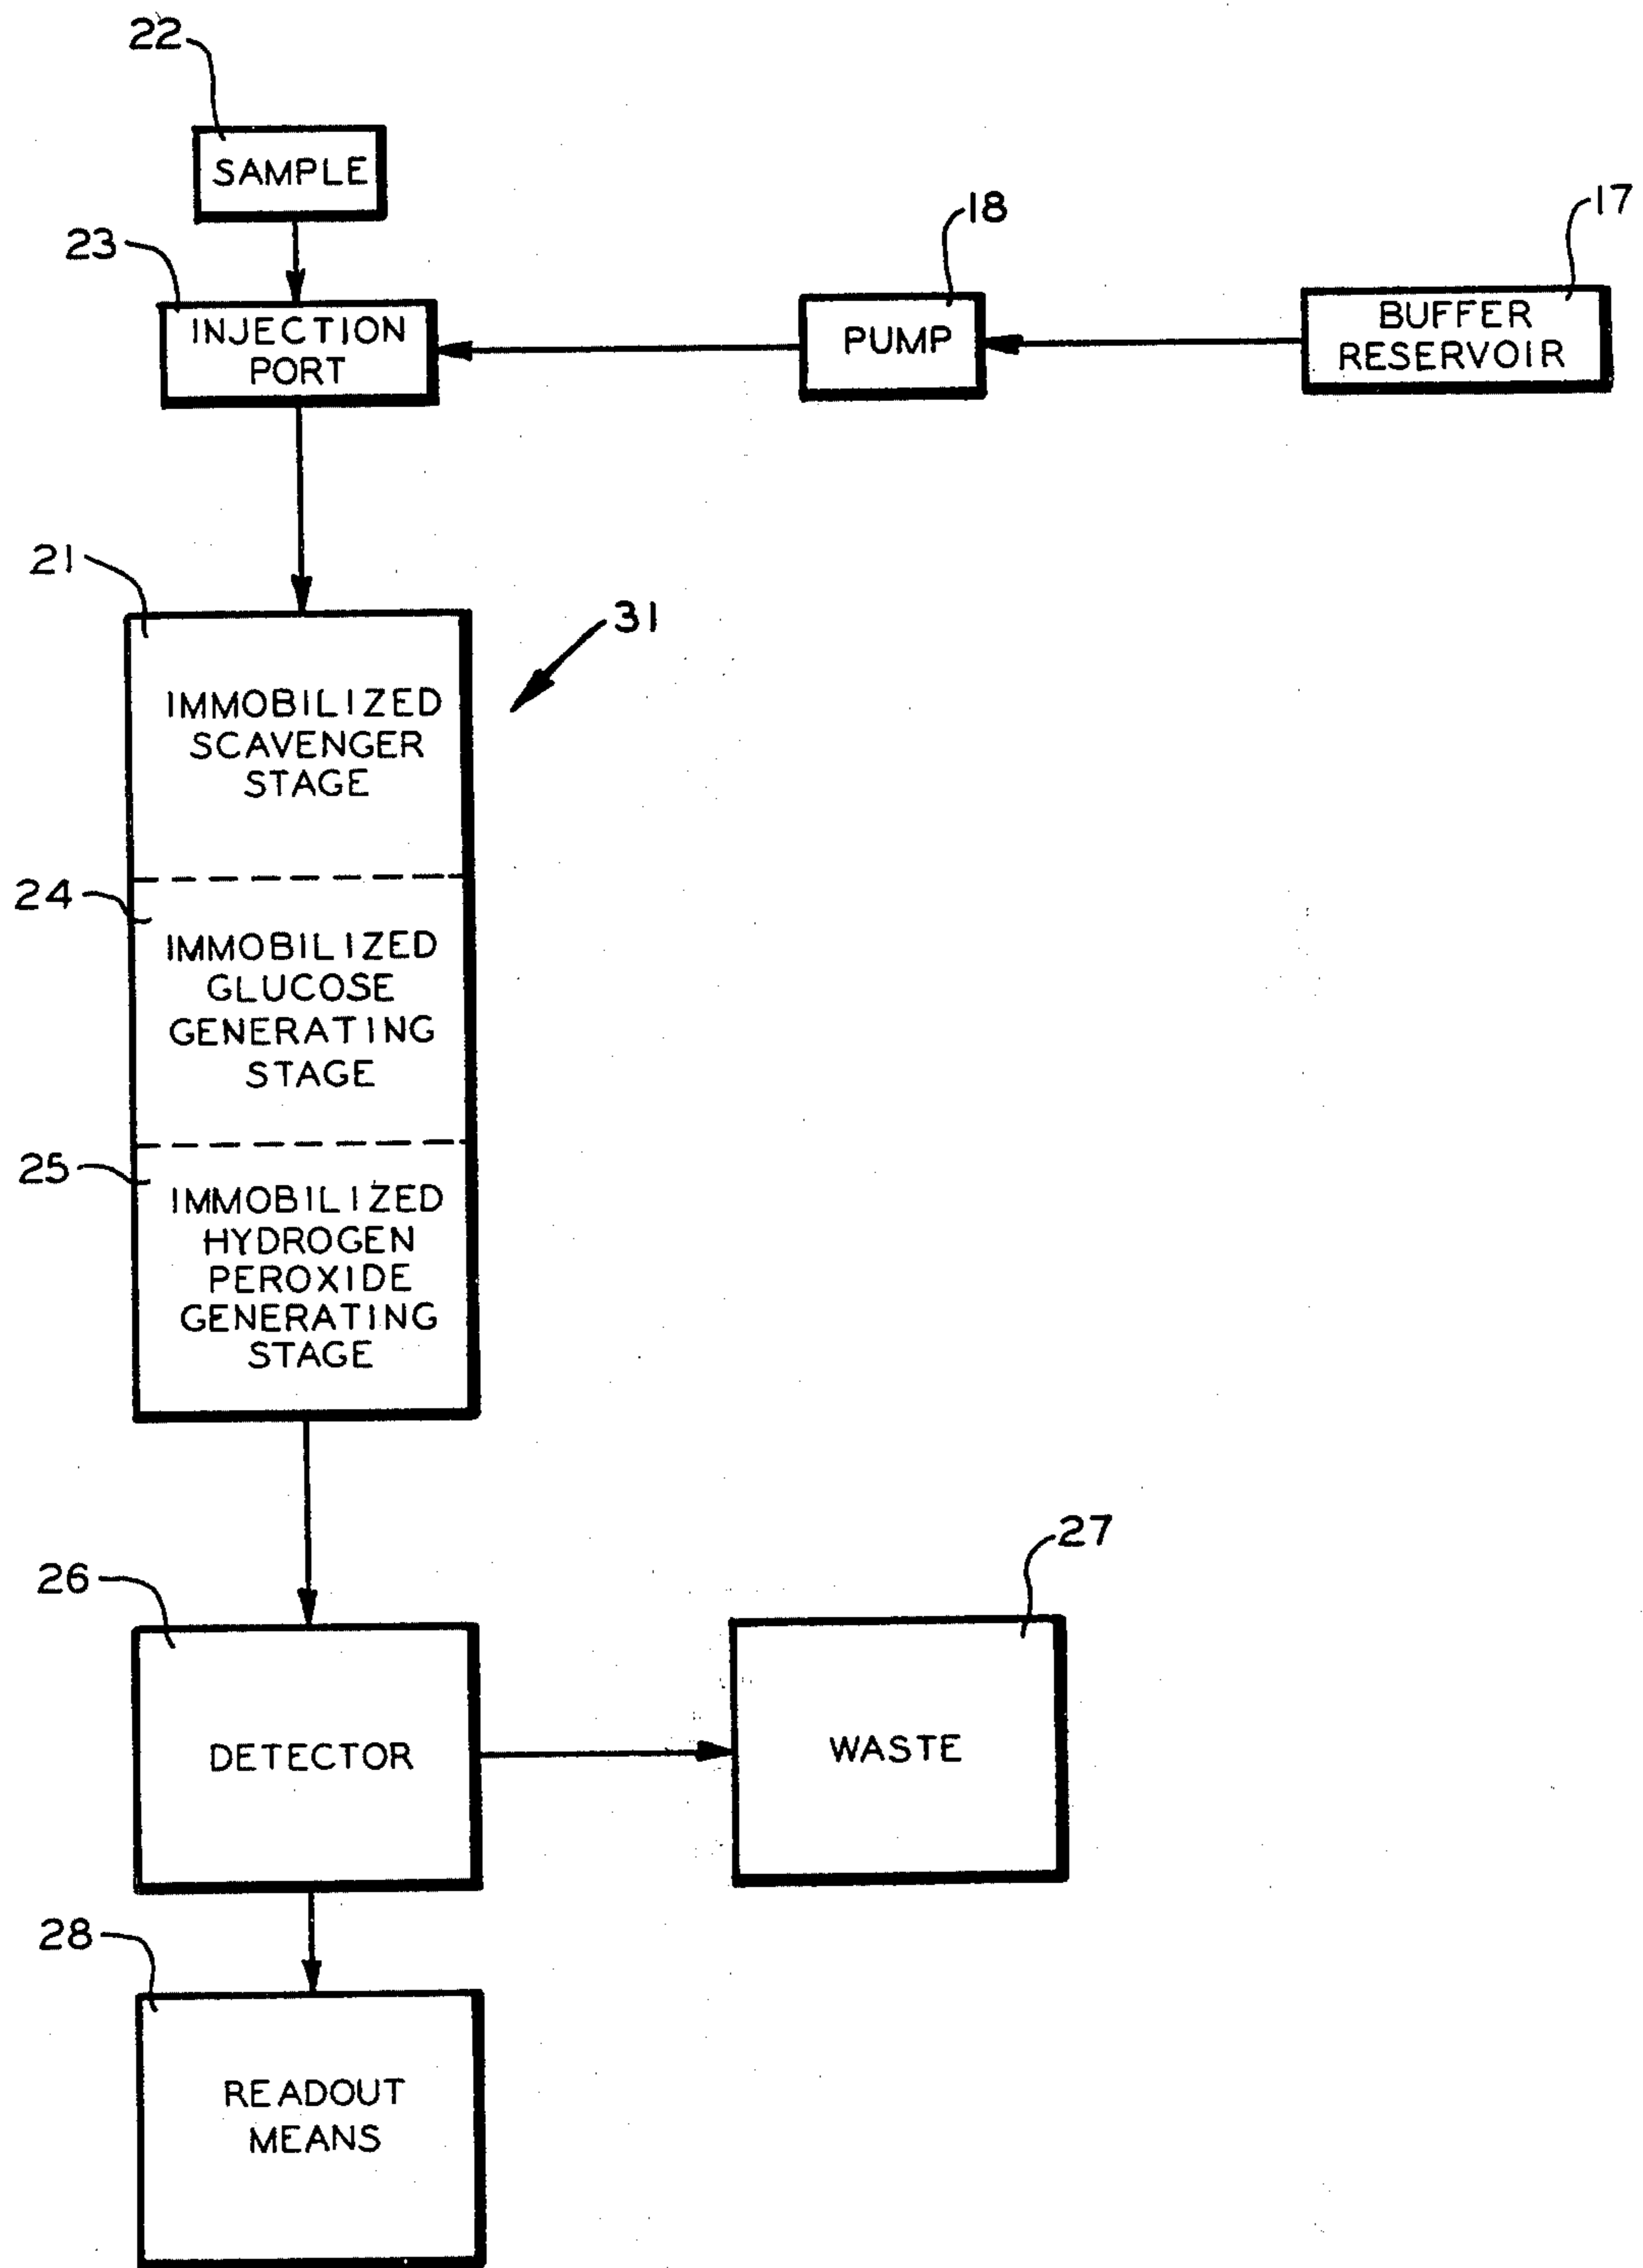 22
SAMPLE
23
INJECTION
PORT
18
PUMP
17
BUFFER
RESERVOIR
21
31
IMMOBILIZED
SCAVENGER
STAGE
24
IMMOBILIZED
GLUCOSE
GENERATING
STAGE
25
IMMOBILIZED
HYDROGEN
PEROXIDE
GENERATING
STAGE
26
DETECTOR
27
WASTE
28
READOUT
MEANS